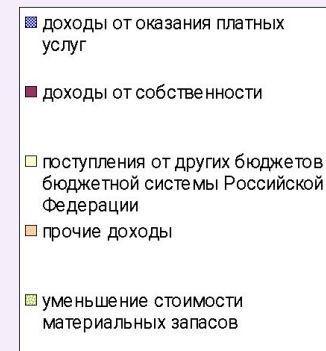 доходы от оказания платных
услуг
доходы от собственности
поступления от других бюджетов
бюджетной системы Российской
Федерации
прочие доходы
уменьшение стоимости
материальных запасов